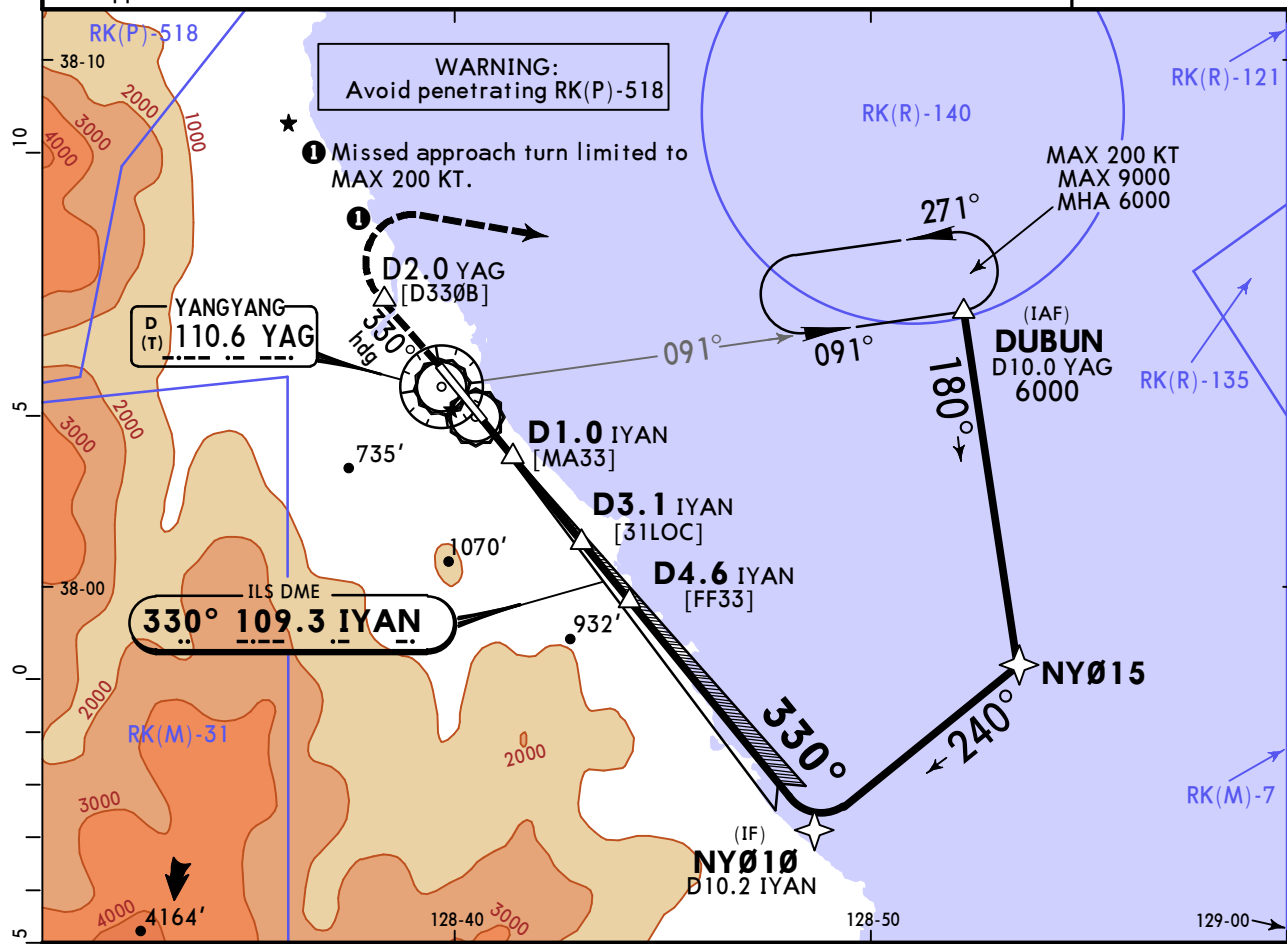 RK(P)-518
38-10
WARNING:
Avoid penetrating RK(P)-518
RK(R)-121
RK(R)-140
2000
1000
3000
4000
10
❶ Missed approach turn limited to
MAX 200 KT.
MAX 200 KT
MAX 9000
MHA 6000
❶
271°
D2.0 YAG
[D33ØB]
YANGYANG
D
(T)
110.6 YAG
330°
hdg
091°
091°
(IAF)
DUBUN
D10.0 YAG
6000
RK(R)-135
180°
5
2000
3000
735'
D1.0 IYAN
[MA33]
D3.1 IYAN
[31LOC]
1070'
D4.6 IYAN
[FF33]
38-00
ILS DME
330° 109.3 IYAN
932'
0
NYØ15
2000
RK(M)-31
330°
240°
2000
3000
RK(M)-7
(IF)
NYØ1Ø
D10.2 IYAN
4000
4164'
3000
5
128-40
128-50
129-00